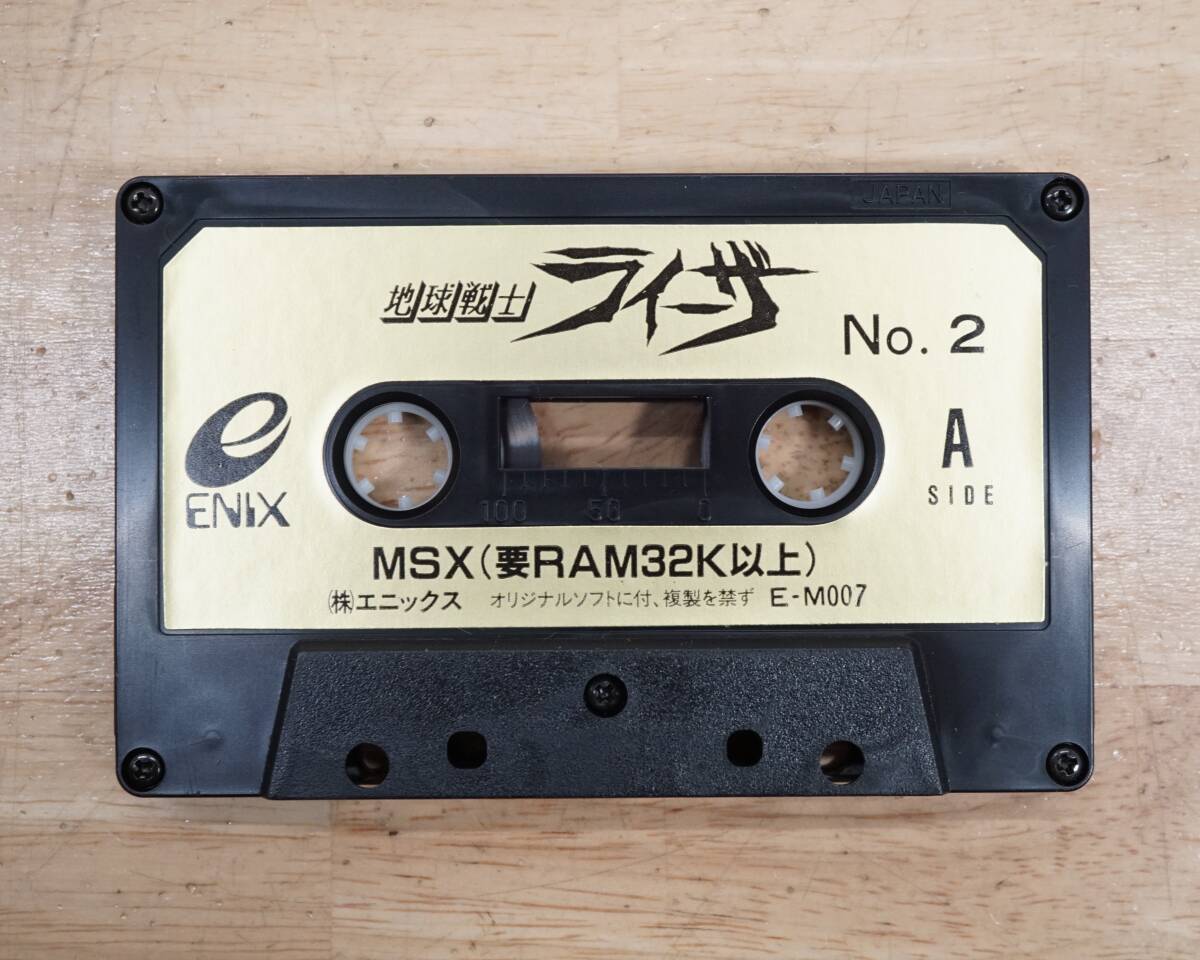 JAPAN
地球戦士 ライーザ
No. 2
A
SIDE
e
ENIX
100 50 0
MSX(要RAM32K以上)
㈱エニックス オリジナルソフトに付、複製を禁ず E-M007